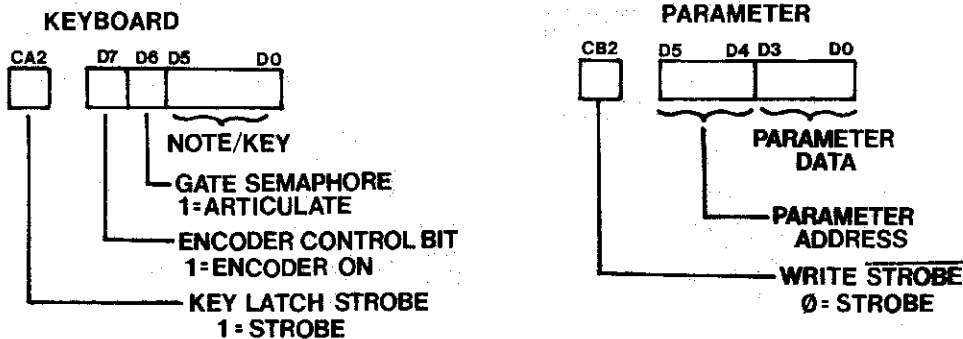 KEYBOARD
CA2 D7 D6 D5 D0
NOTE/KEY
GATE SEMAPHORE
1=ARTICULATE
ENCODER CONTROL BIT
1=ENCODER ON
KEY LATCH STROBE
1=STROBE
PARAMETER
CB2 D5 D4 D3 D0
PARAMETER
DATA
PARAMETER
ADDRESS
WRITE STROBE
Ø=STROBE